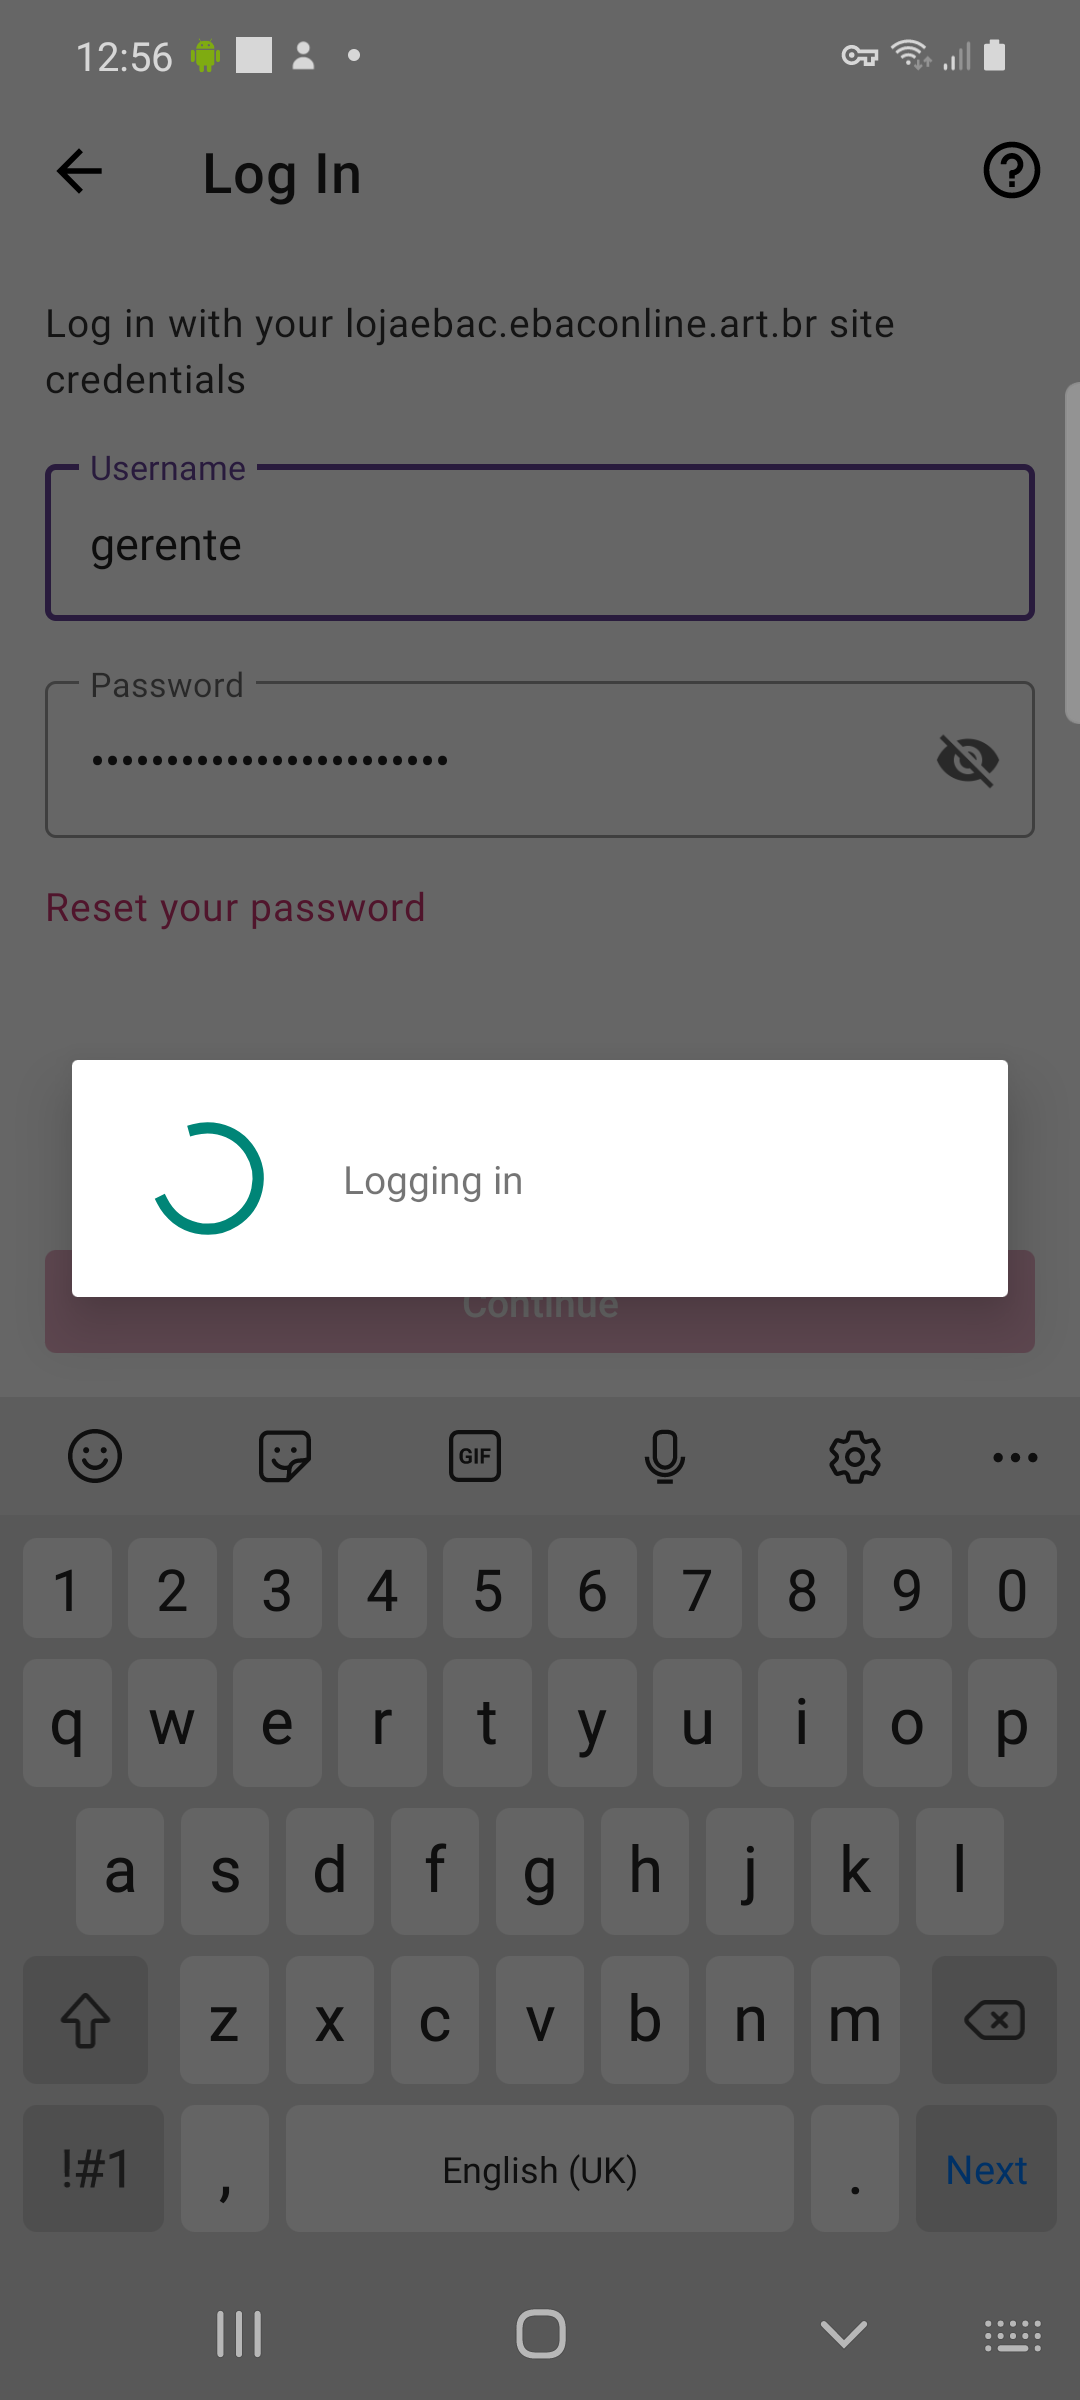 12:56
Log In
Log in with your lojaebac.ebaconline.art.br site
credentials
Username
gerente
Password
••••••••••••••••••••••••
Reset your password
Logging in
Continue
GIF
1 2 3 4 5 6 7 8 9 0
q w e r t y u i o p
a s d f g h j k l
z x c v b n m
!#1 , English (UK) . Next